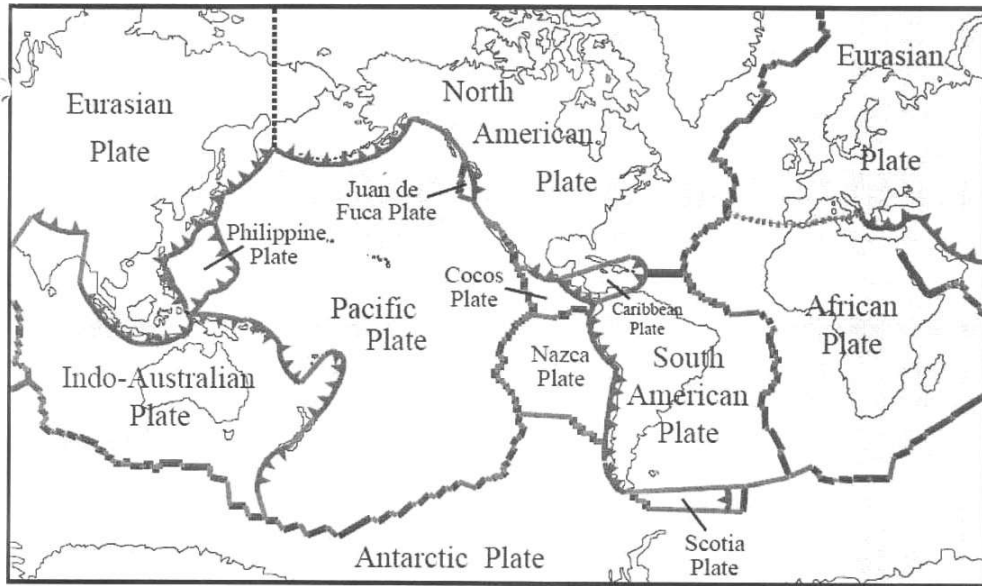 Eurasian
Plate
North
American
Plate
Eurasian
Plate
Juan de
Fuca Plate
Philippine
Plate
Cocos
Plate
Caribbean
Plate
African
Plate
Pacific
Plate
Nazca
Plate
South
American
Plate
Indo-Australian
Plate
Antarctic Plate
Scotia
Plate